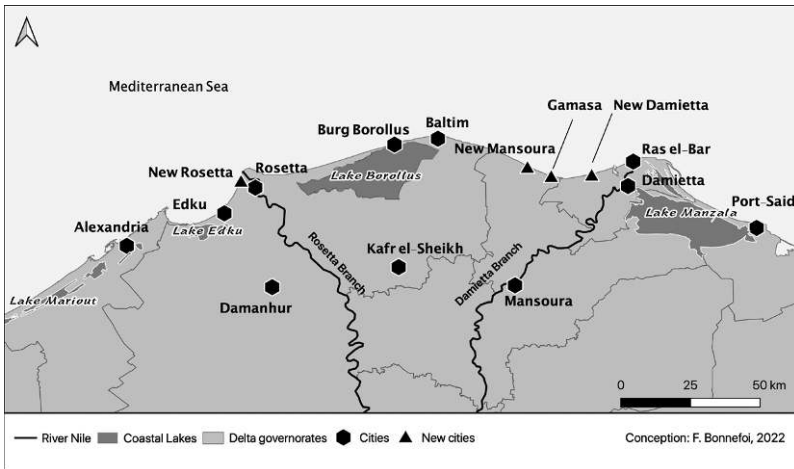 Mediterranean Sea
Gamasa
New Damietta
Burg Borollus
Baltim
New Mansoura
Ras el-Bar
New Rosetta
Rosetta
Lake Borollus
Damietta
Edku
Port-Said
Lake Manzala
Alexandria
Lake Edku
Rosetta Branch
Kafr el-Sheikh
Damietta Branch
Lake Mariout
Damanhur
Mansoura
0 25 50 km
River Nile Coastal Lakes Delta governorates Cities New cities Conception: F. Bonnefoi, 2022